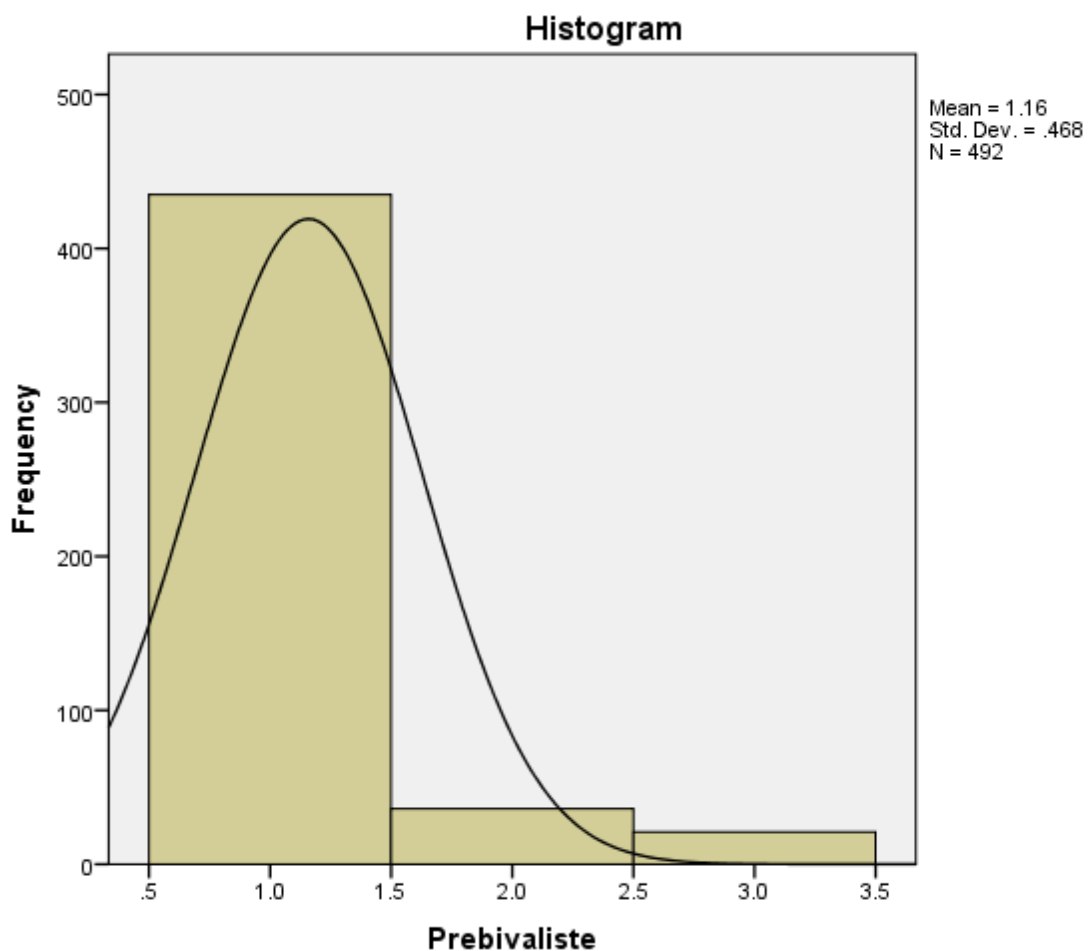 Histogram
Mean = 1.16
Std. Dev. = .468
N = 492
500
400
300
200
100
0
Frequency
.5 1.0 1.5 2.0 2.5 3.0 3.5
Prebivaliste